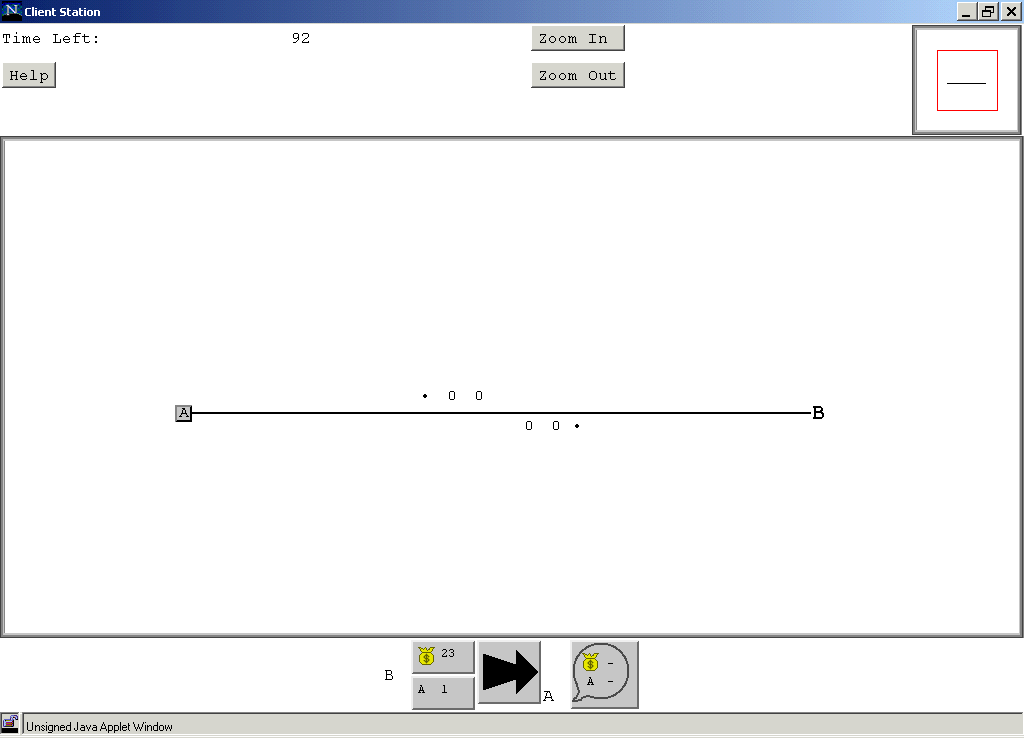 Client Station
Time Left: 92 Zoom In
Help Zoom Out
• 0 0
A B
0 0 •
$ 23 $ -
B A 1 A A -
Unsigned Java Applet Window